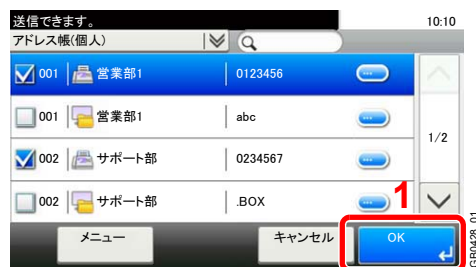 送信できます。 10:10
アドレス帳(個人)
001 営業部1 0123456
001 営業部1 abc
1/2
002 サポート部 0234567
002 サポート部 .BOX
1
メニュー キャンセル OK
GB0428_01